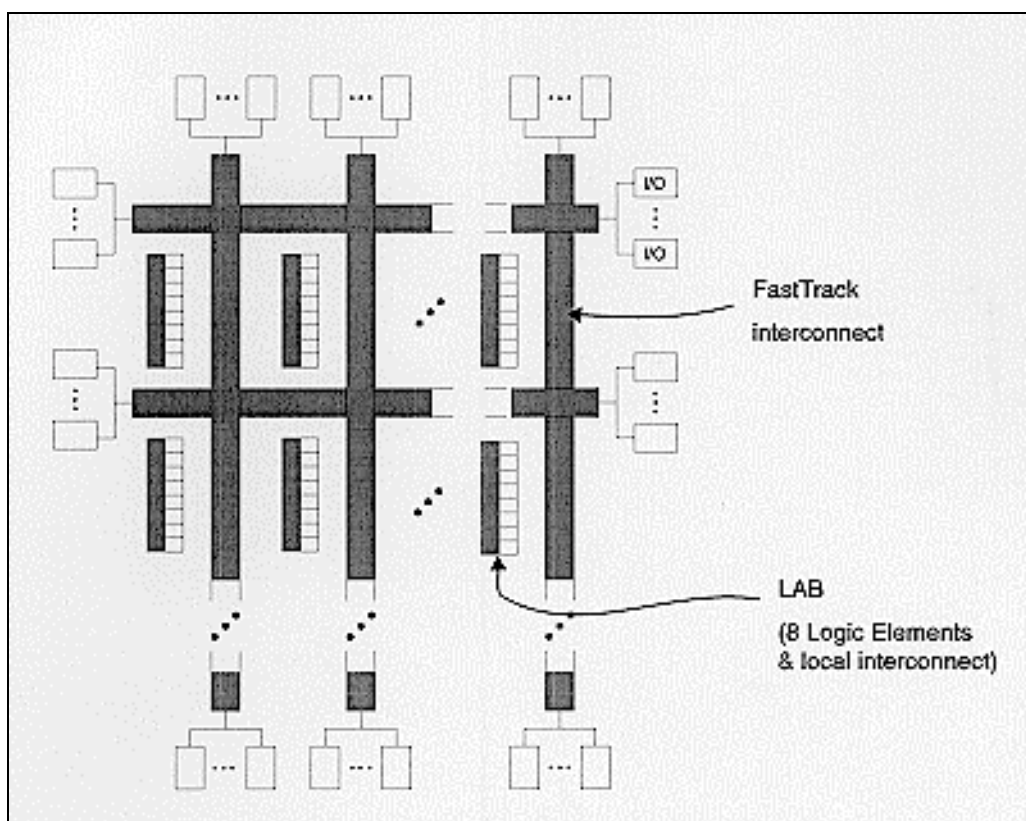 I/O
I/O
FastTrack
interconnect
LAB
(8 Logic Elements
& local interconnect)